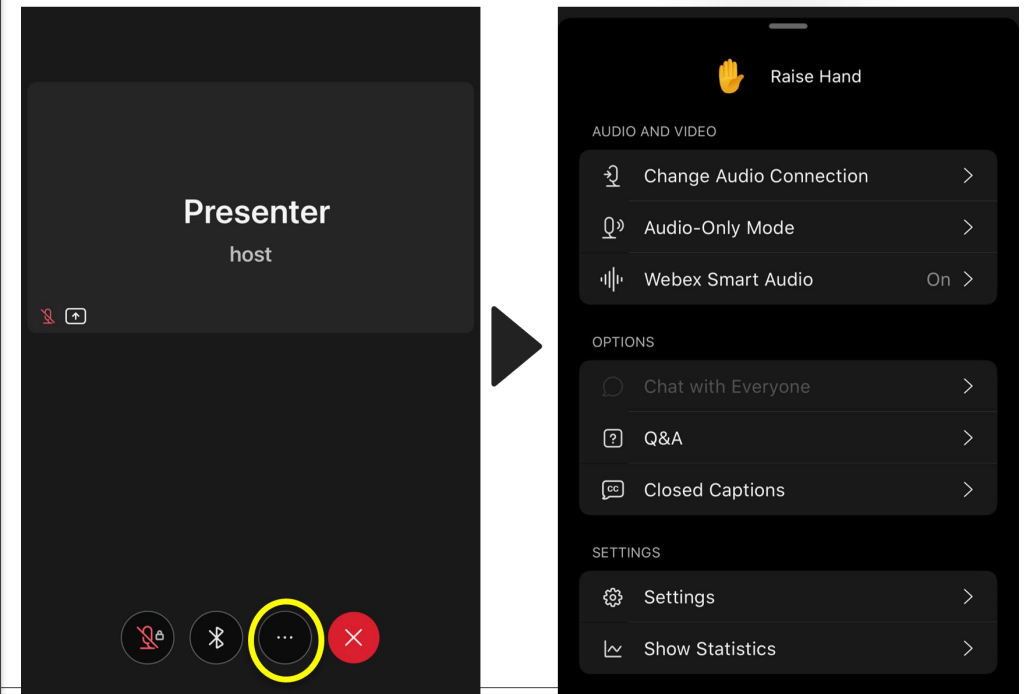 Presenter
host
Raise Hand
AUDIO AND VIDEO
Change Audio Connection
Audio-Only Mode
Webex Smart Audio On
OPTIONS
Chat with Everyone
? Q&A
CC Closed Captions
SETTINGS
Settings
Show Statistics